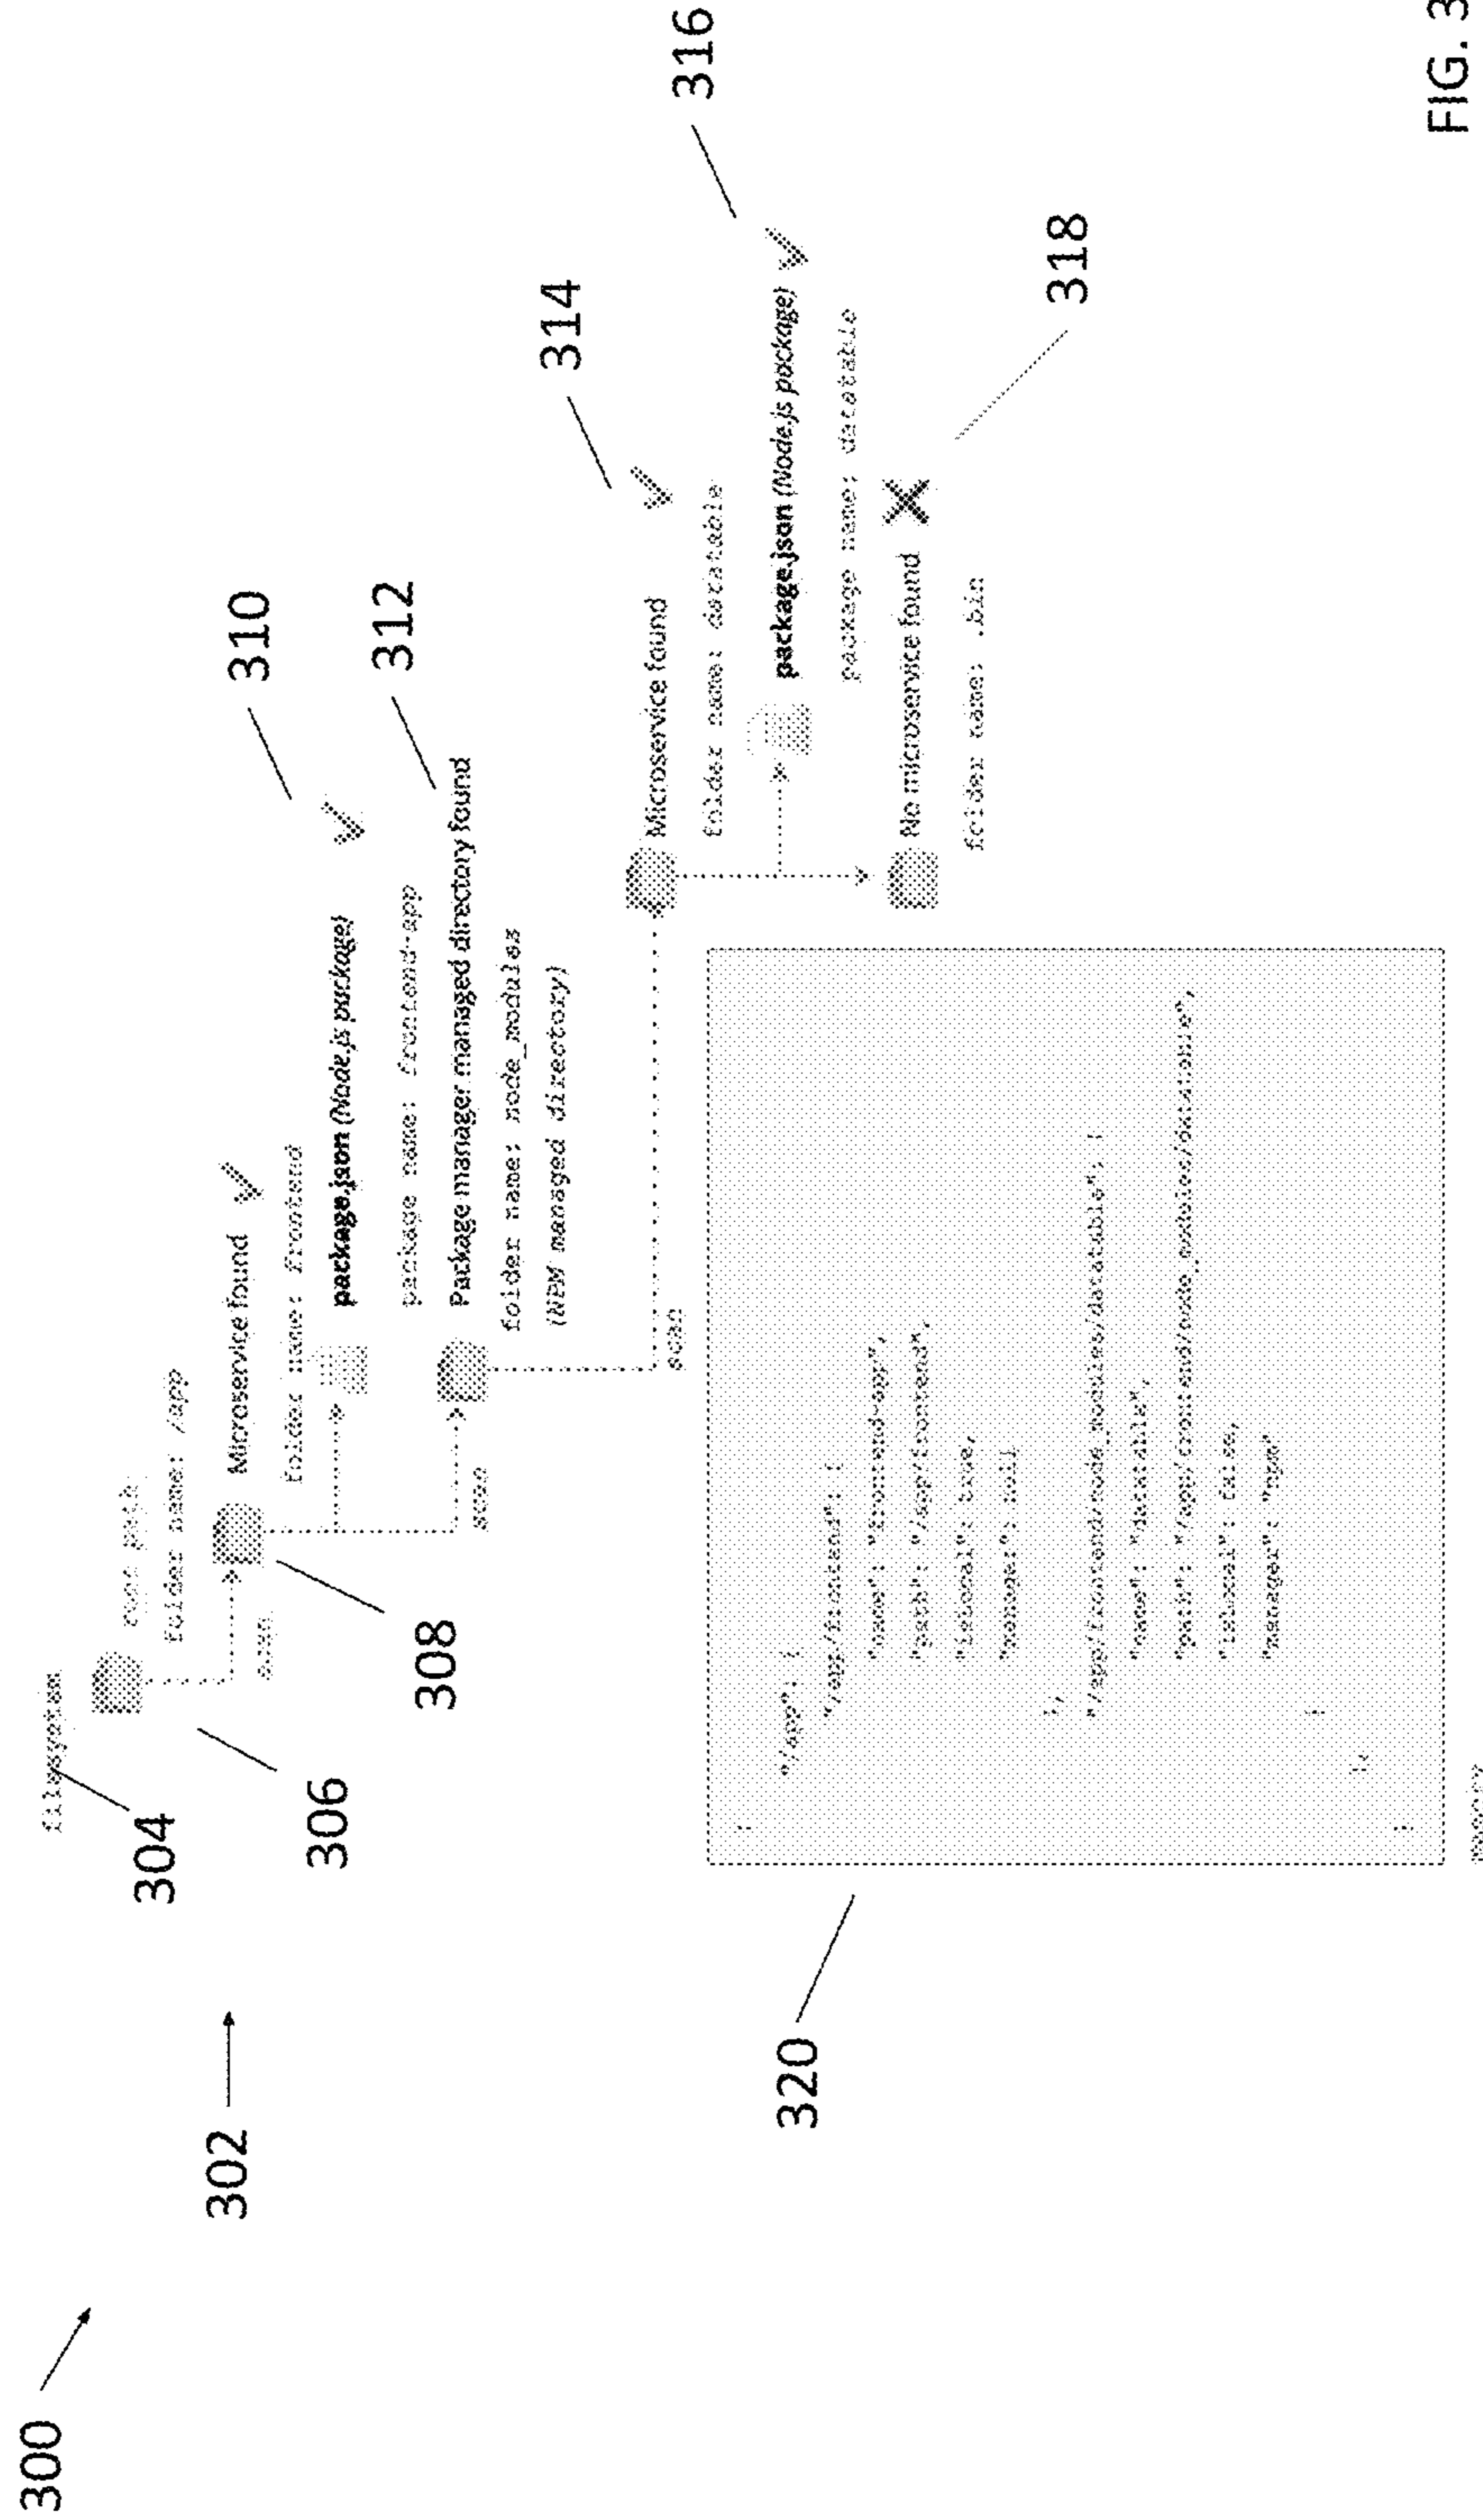 300
302
304
filesystem
306
root path
folder name: /app
scan
308
Microservice found
folder name: frontend
310
package.json (Node.js package)
package name: frontend-app
312
Package manager managed directory found
folder name: node_modules
(NPM managed directory)
scan
scan
314
Microservice found
folder name: datatable
316
package.json (Node.js package)
package name: datatable
318
No microservice found
folder name: .bin
320
{
"/app": {
"/app/frontend": {
"name": "frontend-app",
"path": "/app/frontend",
"isLocal": true,
"manager": null
},
"/app/frontend/node_modules/datatable": {
"name": "datatable",
"path": "/app/frontend/node_modules/datatable",
"isLocal": false,
"manager": "npm"
}
}
memory
FIG. 3